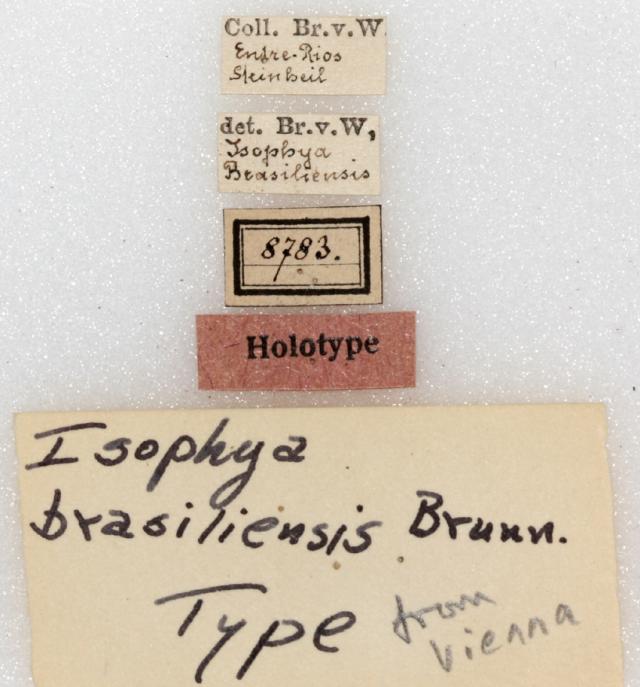 Coll. Br.v.W.
Entre-Rios
Steinheil
det. Br.v.W,
Isophya
Brasiliensis
8783.
Holotype
Isophya
brasiliensis Brunn.
Type from
Vienna